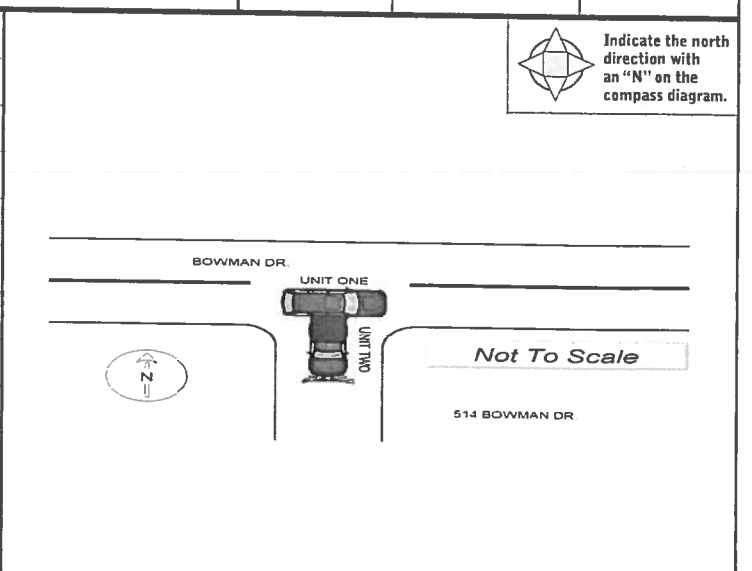 Indicate the north
direction with
an "N" on the
compass diagram.
BOWMAN DR.
UNIT ONE
UNIT TWO
Not To Scale
N
514 BOWMAN DR.